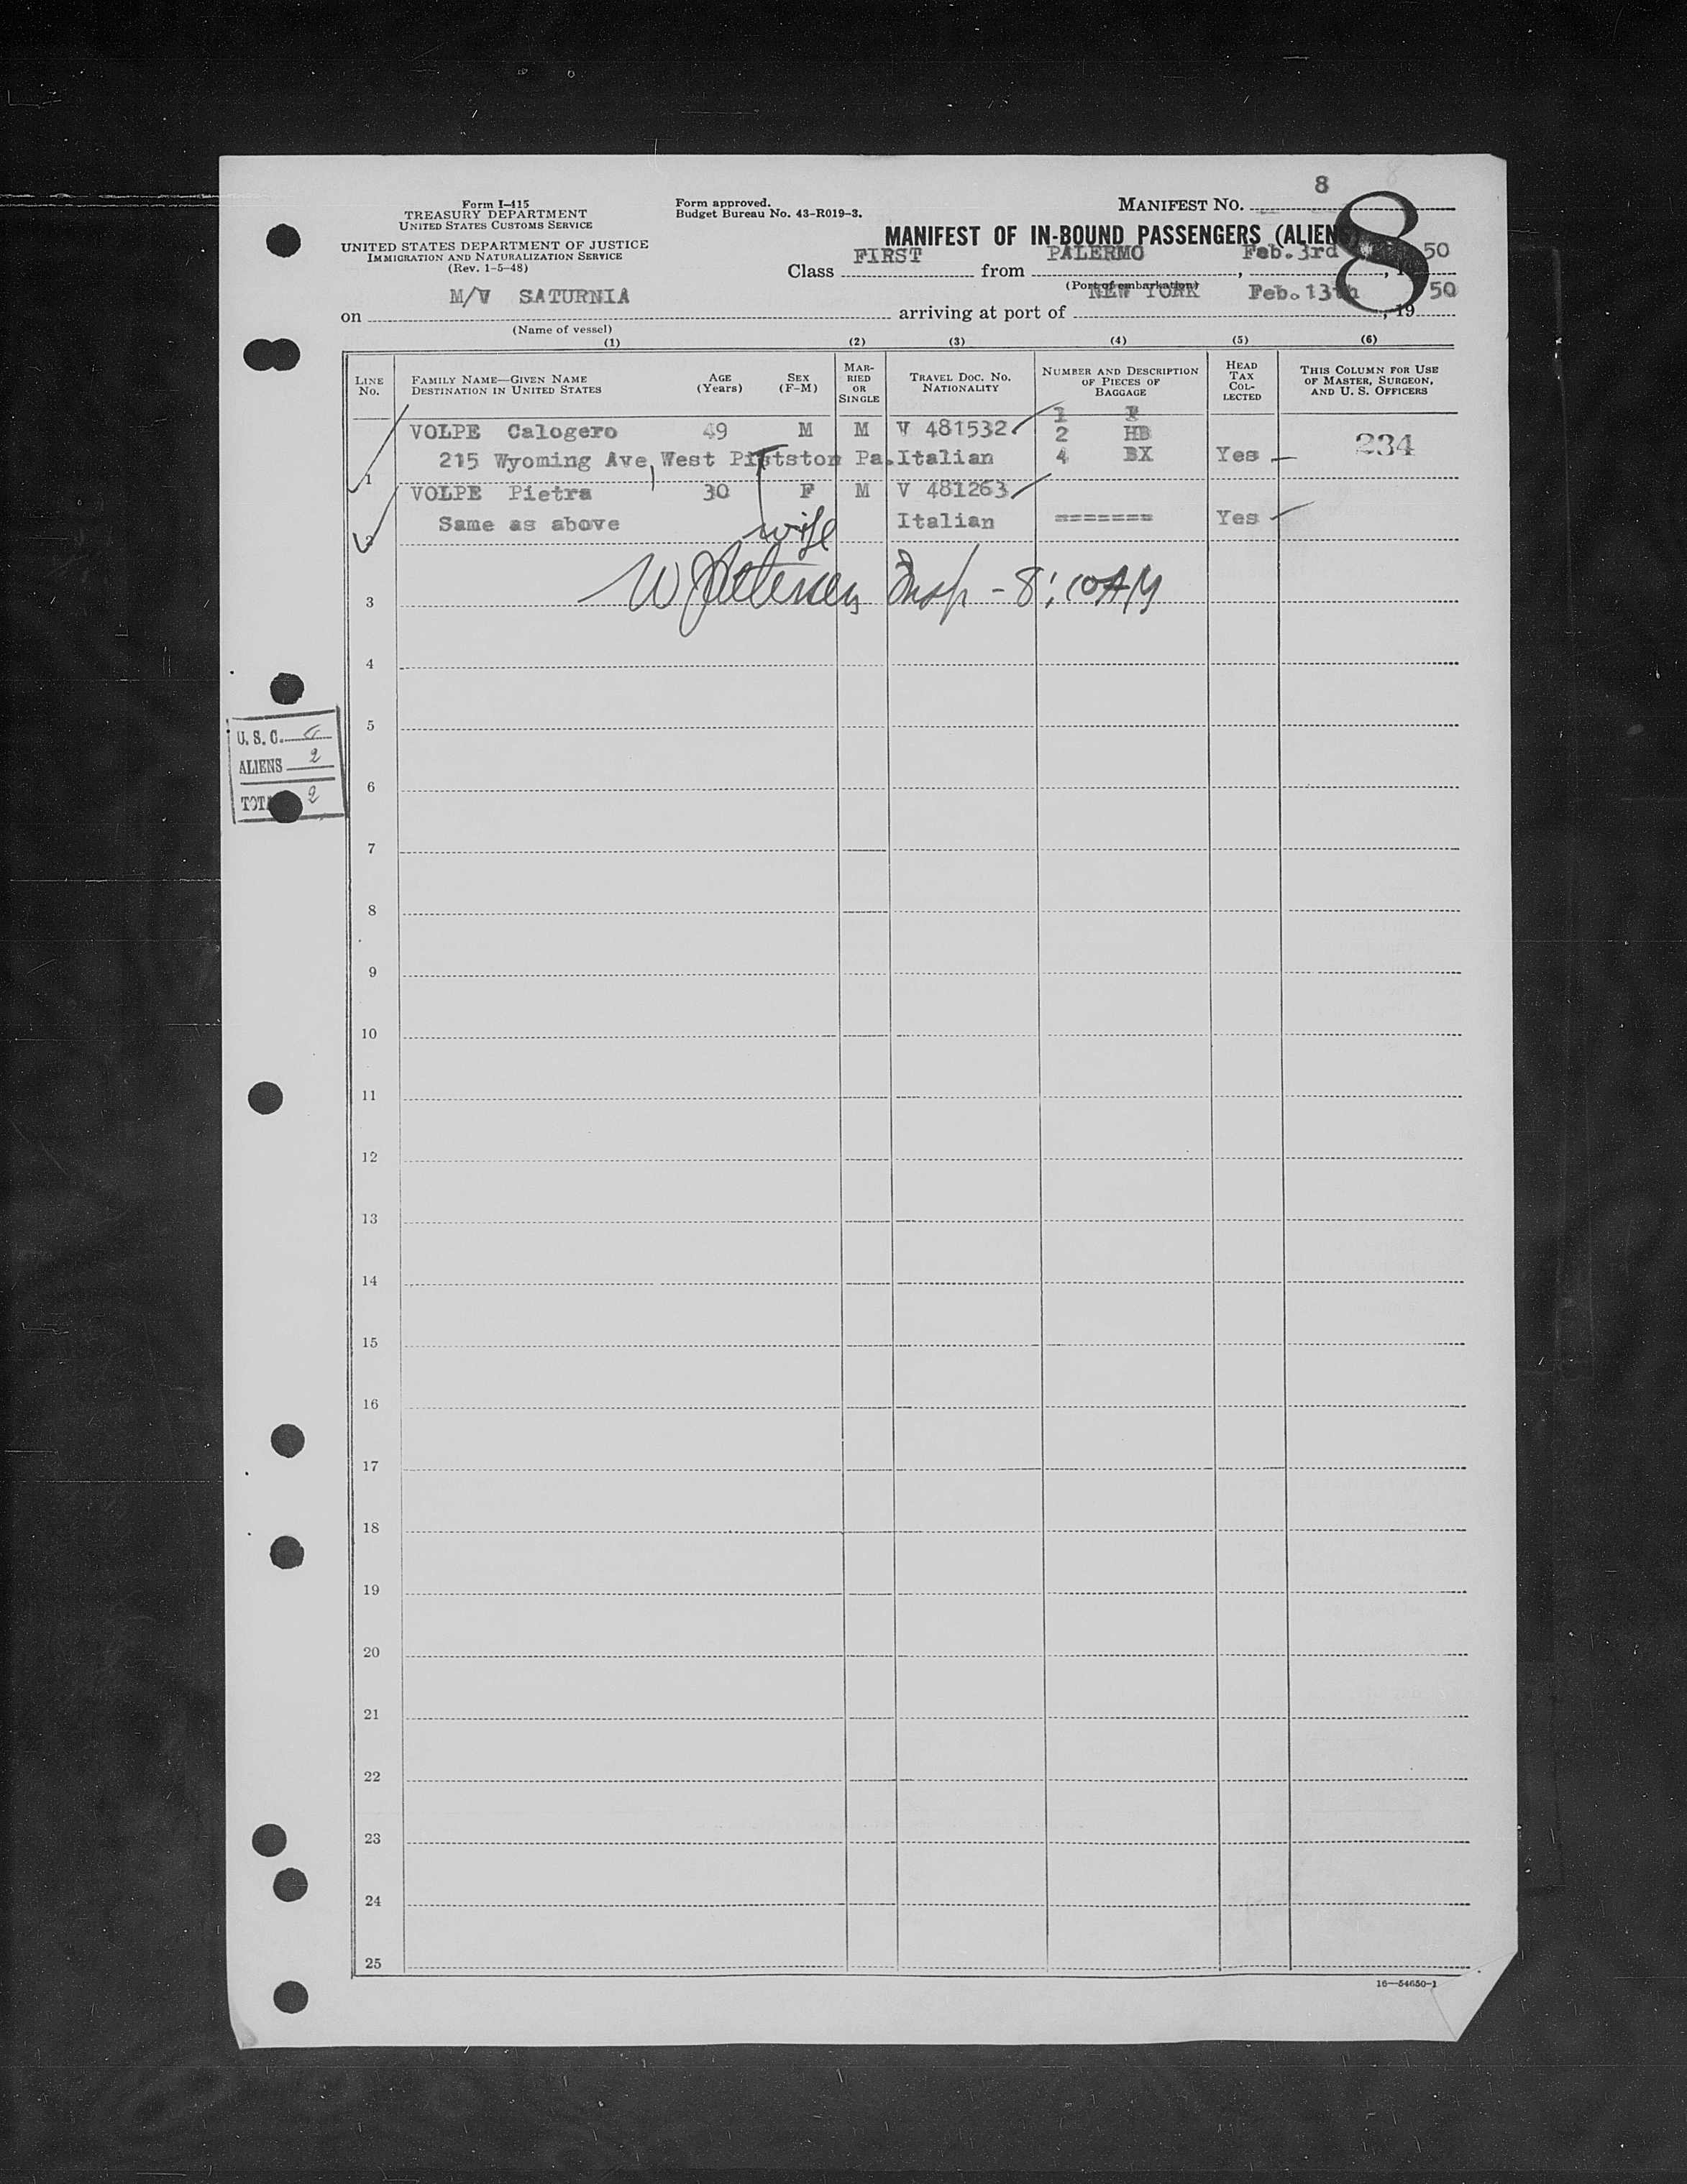 8
Form I-415
TREASURY DEPARTMENT
UNITED STATES CUSTOMS SERVICE
UNITED STATES DEPARTMENT OF JUSTICE
IMMIGRATION AND NATURALIZATION SERVICE
(Rev. 1-5-48)
Form approved.
Budget Bureau No. 43-R019-3.
MANIFEST NO.
8
MANIFEST OF IN-BOUND PASSENGERS (ALIEN
Class FIRST from PALERMO, Feb. 3rd 50
(Port of embarkation)
on M/V SATURNIA arriving at port of NEW YORK Feb. 13th, 19 50
(Name of vessel)
(1) (2) (3) (4) (5) (6)
LINE NO.
FAMILY NAME—GIVEN NAME
DESTINATION IN UNITED STATES
AGE (Years)
SEX (F-M)
MARRIED OR SINGLE
TRAVEL DOC. NO.
NATIONALITY
NUMBER AND DESCRIPTION OF PIECES OF BAGGAGE
HEAD TAX COLLECTED
THIS COLUMN FOR USE OF MASTER, SURGEON, AND U. S. OFFICERS
1 VOLPE Calogero 49 M M V 481532 2 HB
215 Wyoming Ave, West Pittston Pa. Italian 4 BX Yes 234
1
VOLPE Pietra 30 F M V 481263
Same as above Italian ======= Yes
2
wife
Insp - 8:10AM
3
4
5
U. S. C.
ALIENS 2
TOTA 2
6
7
8
9
10
11
12
13
14
15
16
17
18
19
20
21
22
23
24
25
16—54650-1